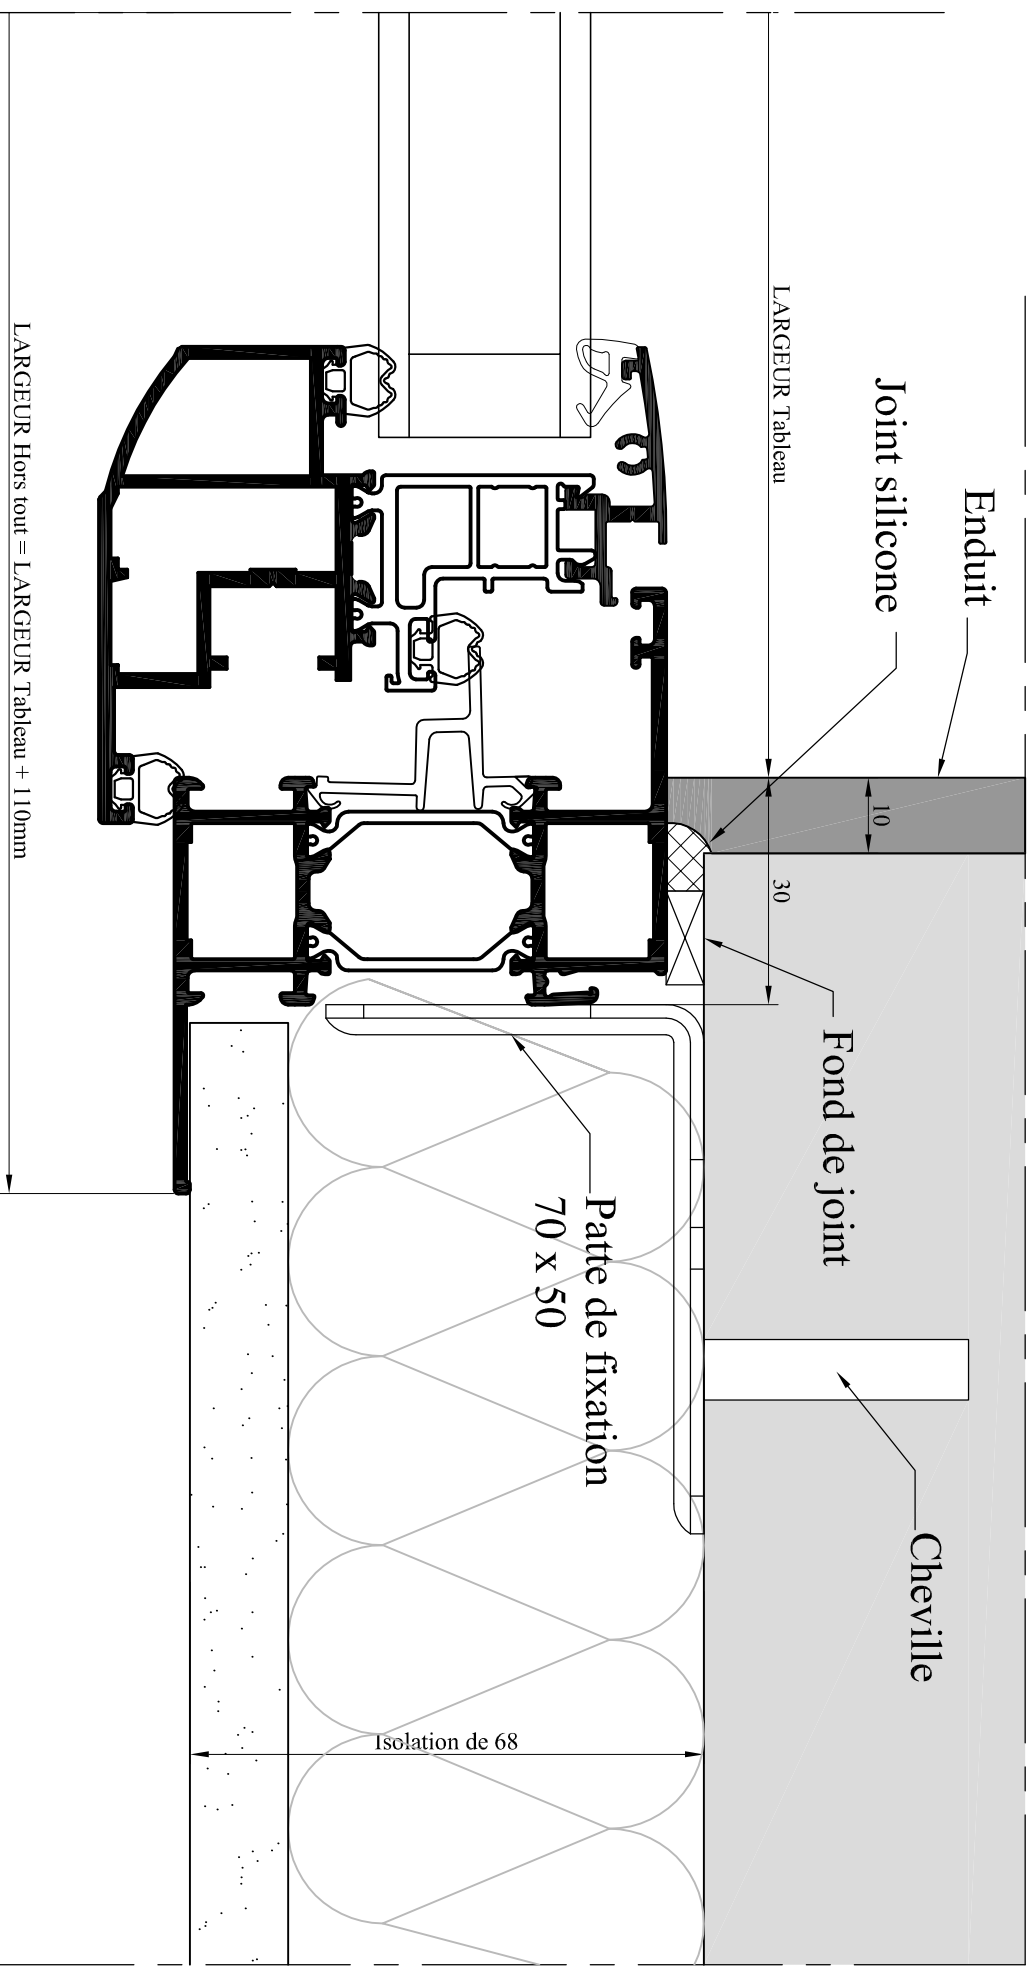 Enduit
Joint silicone
LARGEUR Tableau
10
30
Fond de joint
Patte de fixation
70 x 50
Cheville
Isolation de 68
LARGEUR Hors tout = LARGEUR Tableau + 110mm